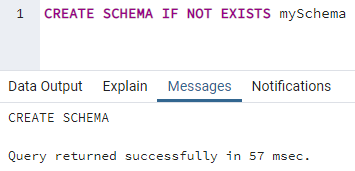 1 CREATE SCHEMA IF NOT EXISTS mySchema
Data Output Explain Messages Notifications
CREATE SCHEMA
Query returned successfully in 57 msec.